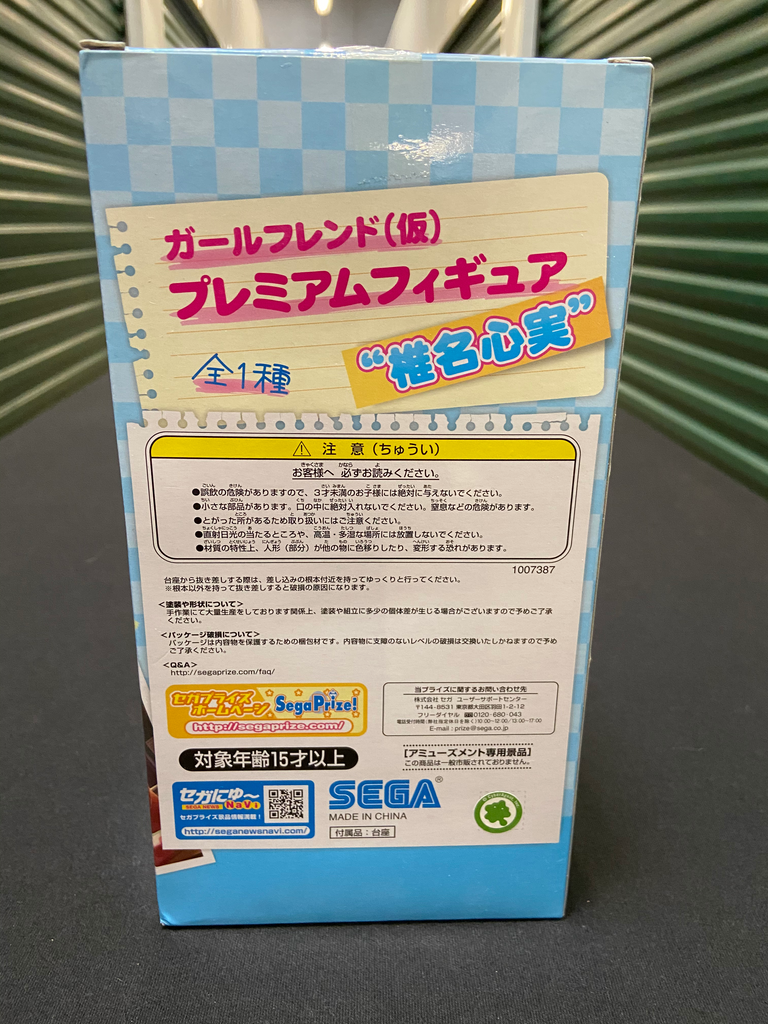 ガールフレンド(仮)
プレミアムフィギュア
“椎名心実”
全1種
⚠ 注 意 (ちゅうい)
お客様へ 必ずお読みください。
●誤飲の危険がありますので、3才未満のお子様には絶対に与えないでください。
●小さな部品があります。口の中に絶対入れないでください。窒息などの危険があります。
●とがった所があるため取り扱いにはご注意ください。
●直射日光の当たるところや、高温・多湿な場所には放置しないでください。
●材質の特性上、人形(部分)が他の物に色移りしたり、変形する恐れがあります。
1007387
台座から抜き差しする際は、差し込みの根本付近を持ってゆっくりと行ってください。
※根本以外を持って抜き差しすると破損の原因になります。
<塗装や形状について>
手作業にて大量生産をしております関係上、塗装や組立に多少の個体差が生じる場合がございますので予めご了承
ください。
<パッケージ破損について>
パッケージは内容物を保護するための梱包材です。内容物に支障のないレベルの破損は交換いたしかねますので予め
ご了承ください。
<Q&A>
http://segaprize.com/faq/
セガプライズ
ホームページ
SegaPrize!
http://segaprize.com/
当プライズに関するお問い合わせ先
株式会社 セガ ユーザーサポートセンター
〒144-8531 東京都大田区羽田1-2-12
フリーダイヤル 0120-680-043
電話受付時間:弊社指定休日を除く/10:00-12:00/13:00-17:00
E-mail : prize@sega.co.jp
対象年齢15才以上
[アミューズメント専用景品]
この商品は一般市販されておりません。
セガにゅ〜
SEGA NEWS NaVi
セガプライズ景品情報満載!
http://seganewsnavi.com/
SEGA®
MADE IN CHINA
付属品:台座